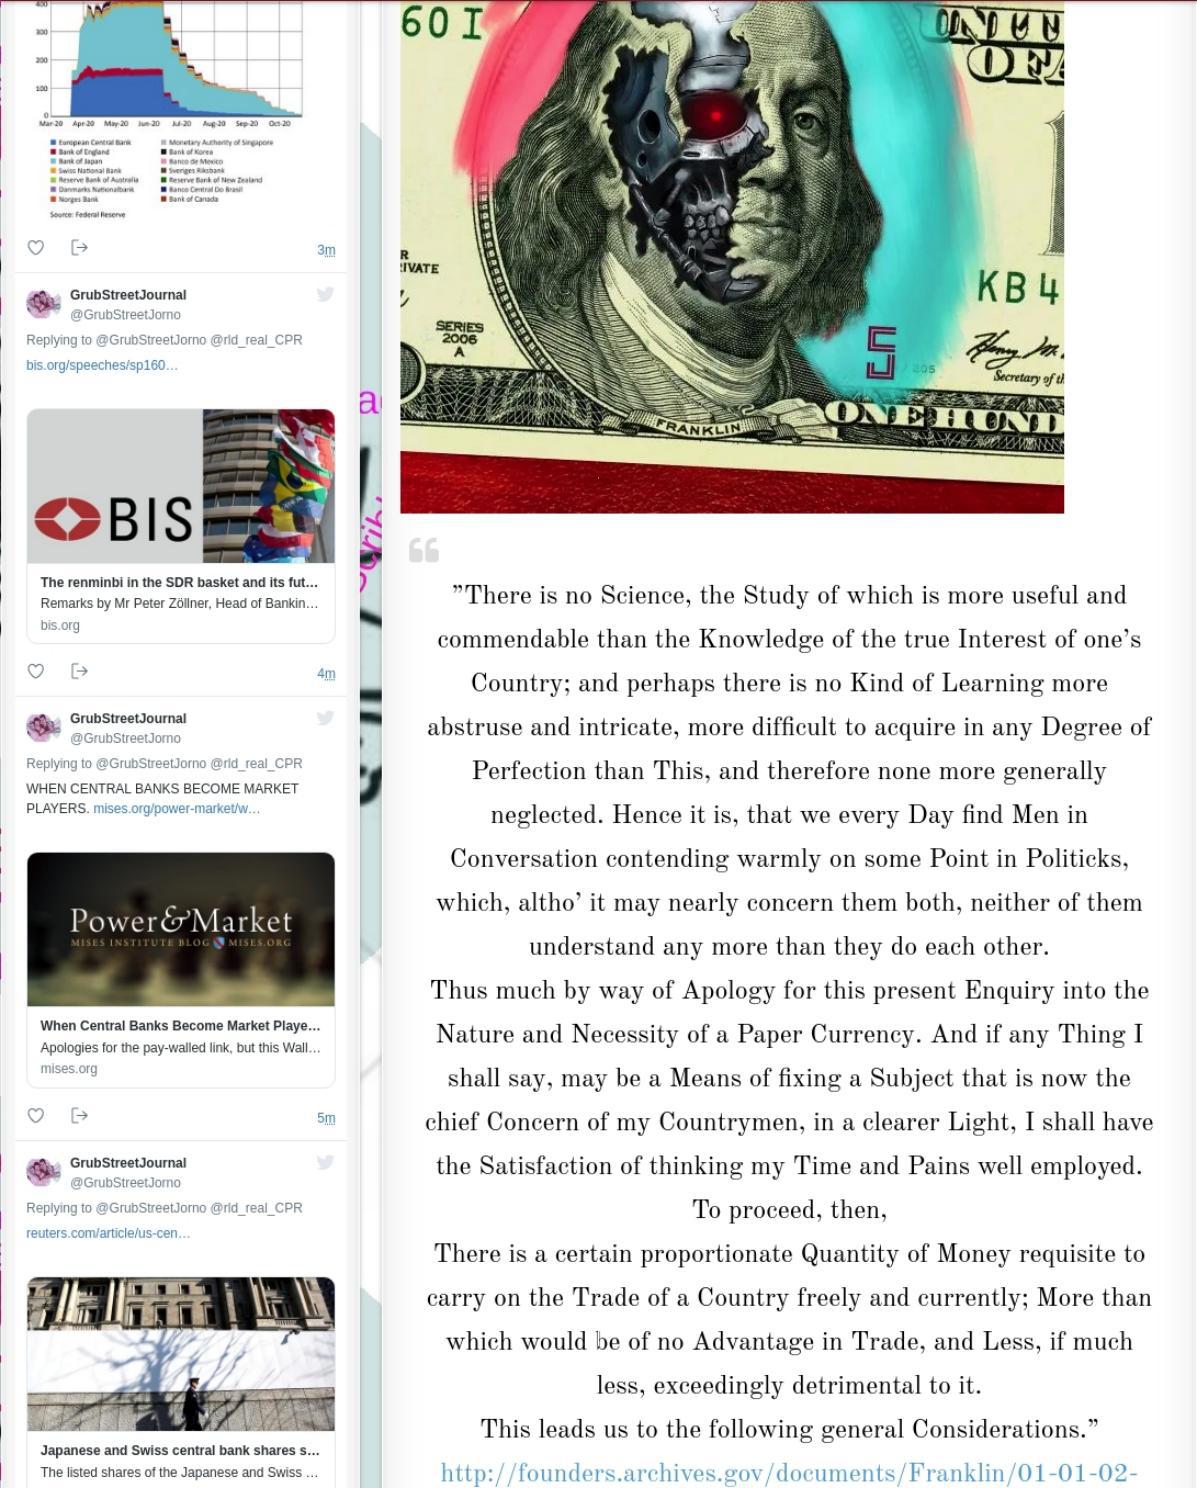 400
300
200
100
0
Mar-20 Apr-20 May-20 Jun-20 Jul-20 Aug-20 Sep-20 Oct-20
European Central Bank
Bank of England
Bank of Japan
Swiss National Bank
Reserve Bank of Australia
Danmarks Nationalbank
Norges Bank
Monetary Authority of Singapore
Bank of Korea
Banco de Mexico
Sveriges Riksbank
Reserve Bank of New Zealand
Banco Central Do Brasil
Bank of Canada
Source: Federal Reserve
3m
GrubStreetJournal
@GrubStreetJorno
Replying to @GrubStreetJorno @rld_real_CPR
bis.org/speeches/sp160…
BIS
The renminbi in the SDR basket and its fut…
Remarks by Mr Peter Zöllner, Head of Bankin…
bis.org
4m
GrubStreetJournal
@GrubStreetJorno
Replying to @GrubStreetJorno @rld_real_CPR
WHEN CENTRAL BANKS BECOME MARKET
PLAYERS. mises.org/power-market/w…
Power&Market
MISES INSTITUTE BLOG MISES.ORG
When Central Banks Become Market Playe…
Apologies for the pay-walled link, but this Wall…
mises.org
5m
GrubStreetJournal
@GrubStreetJorno
Replying to @GrubStreetJorno @rld_real_CPR
reuters.com/article/us-cen…
Japanese and Swiss central bank shares s…
The listed shares of the Japanese and Swiss …
60 I
OF
KB 4
SERIES
2006
A
205
Secretary of th
FRANKLIN
ONE HUND
”There is no Science, the Study of which is more useful and
commendable than the Knowledge of the true Interest of one’s
Country; and perhaps there is no Kind of Learning more
abstruse and intricate, more difficult to acquire in any Degree of
Perfection than This, and therefore none more generally
neglected. Hence it is, that we every Day find Men in
Conversation contending warmly on some Point in Politicks,
which, altho’ it may nearly concern them both, neither of them
understand any more than they do each other.
Thus much by way of Apology for this present Enquiry into the
Nature and Necessity of a Paper Currency. And if any Thing I
shall say, may be a Means of fixing a Subject that is now the
chief Concern of my Countrymen, in a clearer Light, I shall have
the Satisfaction of thinking my Time and Pains well employed.
To proceed, then,
There is a certain proportionate Quantity of Money requisite to
carry on the Trade of a Country freely and currently; More than
which would be of no Advantage in Trade, and Less, if much
less, exceedingly detrimental to it.
This leads us to the following general Considerations.”
http://founders.archives.gov/documents/Franklin/01-01-02-